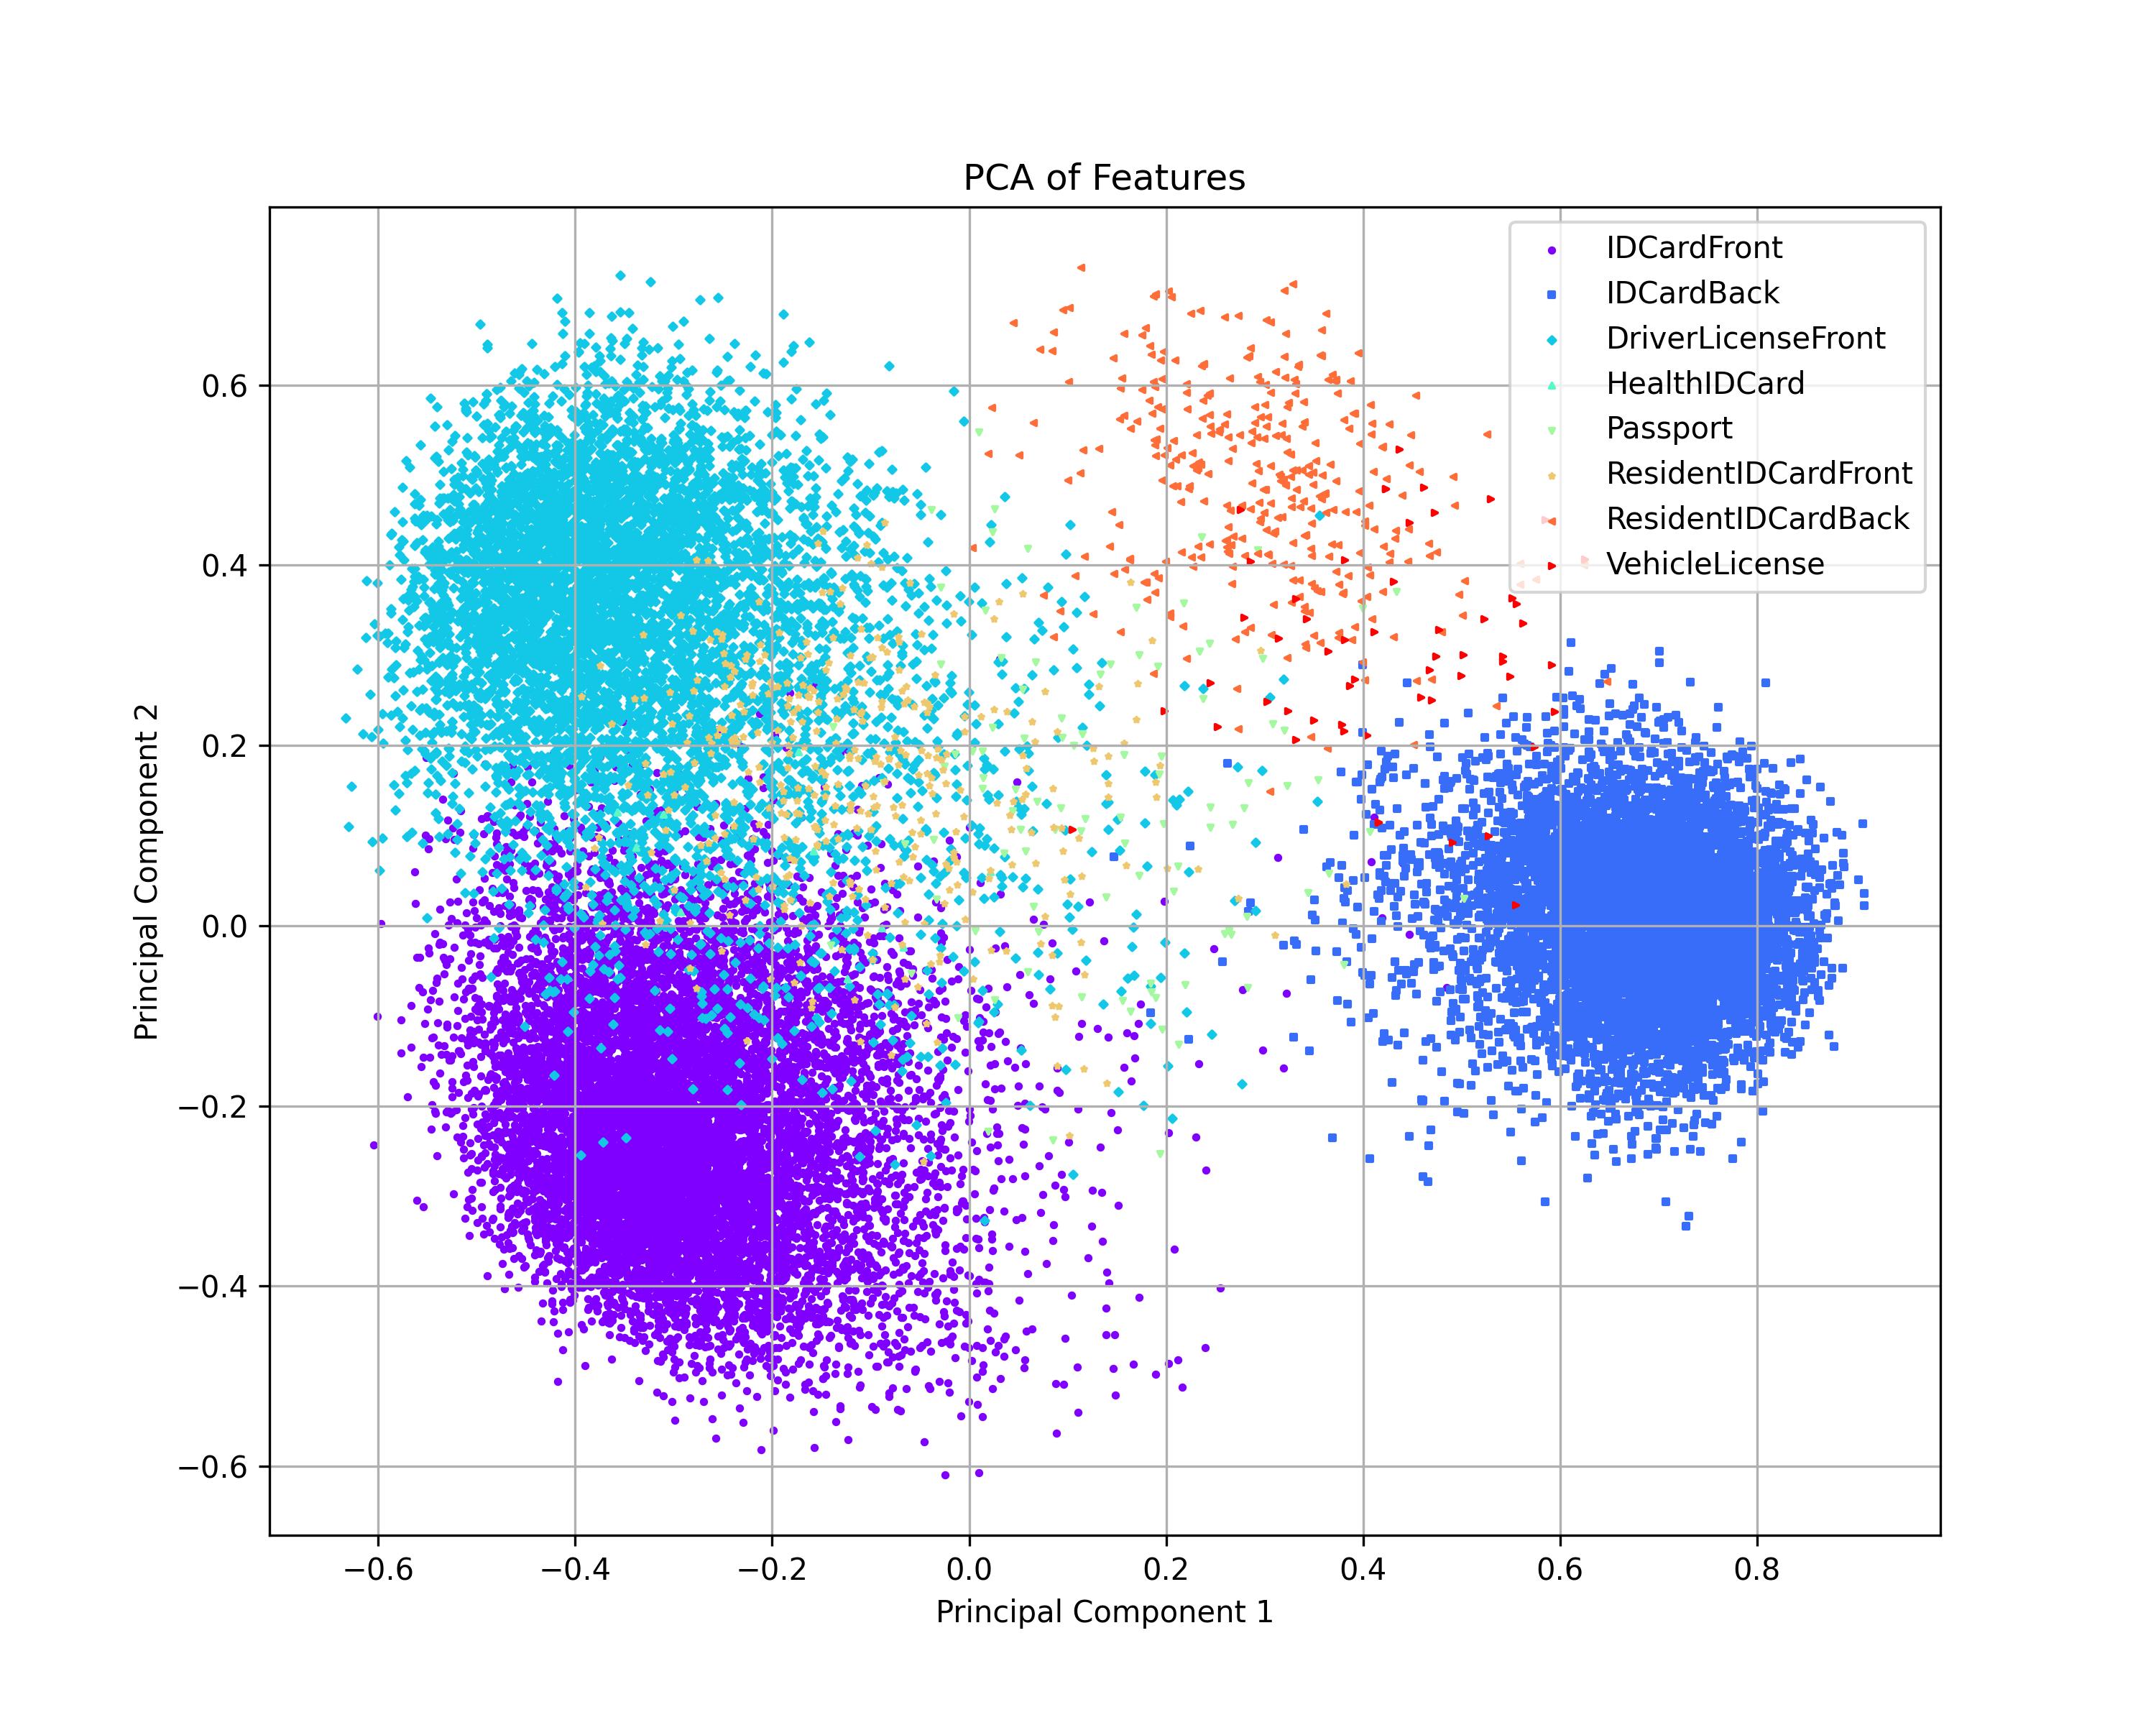 PCA of Features
IDCardFront
IDCardBack
DriverLicenseFront
HealthIDCard
Passport
ResidentIDCardFront
ResidentIDCardBack
VehicleLicense
Principal Component 2
0.6
0.4
0.2
0.0
−0.2
−0.4
−0.6
−0.6 −0.4 −0.2 0.0 0.2 0.4 0.6 0.8
Principal Component 1